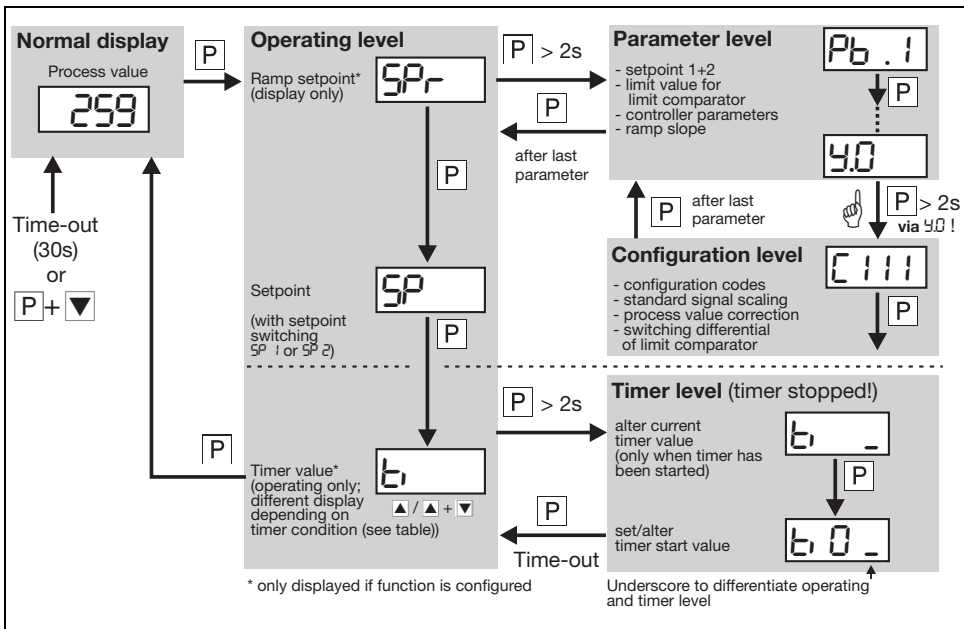 Normal display
Process value
259
P
Time-out
(30s)
or
P + ▼
P
Operating level
Ramp setpoint*
(display only)
SPr
P
Setpoint
SP
(with setpoint
switching
SP 1 or SP 2)
P
Timer value*
(operating only;
different display
depending on
timer condition (see table))
ti
▲ / ▲ + ▼
* only displayed if function is configured
P > 2s
P
after last
parameter
Parameter level
- setpoint 1+2
- limit value for
limit comparator
- controller parameters
- ramp slope
Pb .1
P
y.0
P after last
parameter
P > 2s
via y.0 !
Configuration level
- configuration codes
- standard signal scaling
- process value correction
- switching differential
of limit comparator
C111
P
P > 2s
P
Time-out
Timer level (timer stopped!)
alter current
timer value
(only when timer has
been started)
ti _
P
set/alter
timer start value
ti 0 _
Underscore to differentiate operating
and timer level